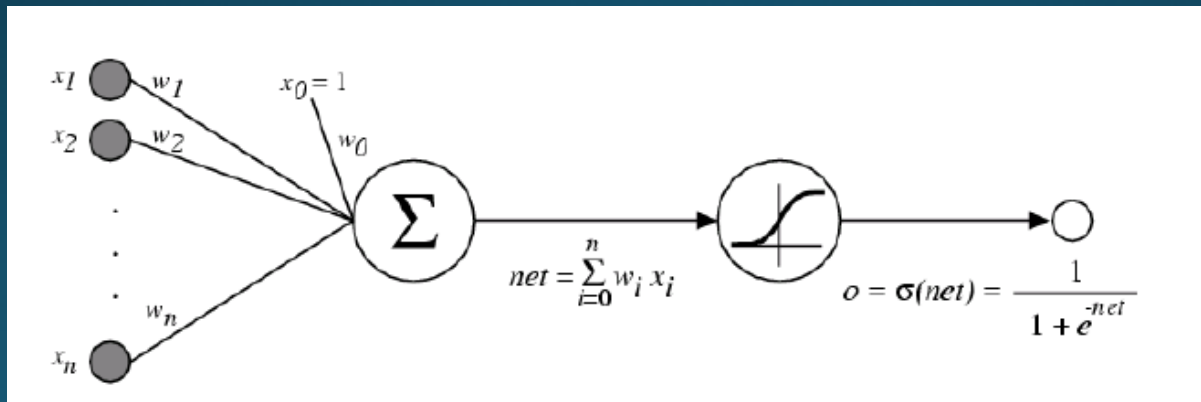 x1
w1
x0 = 1
x2
w2
w0
Σ
.
.
.
net = Σ i=0 n wi xi
o = σ(net) = 1 / 1 + e -net
wn
xn